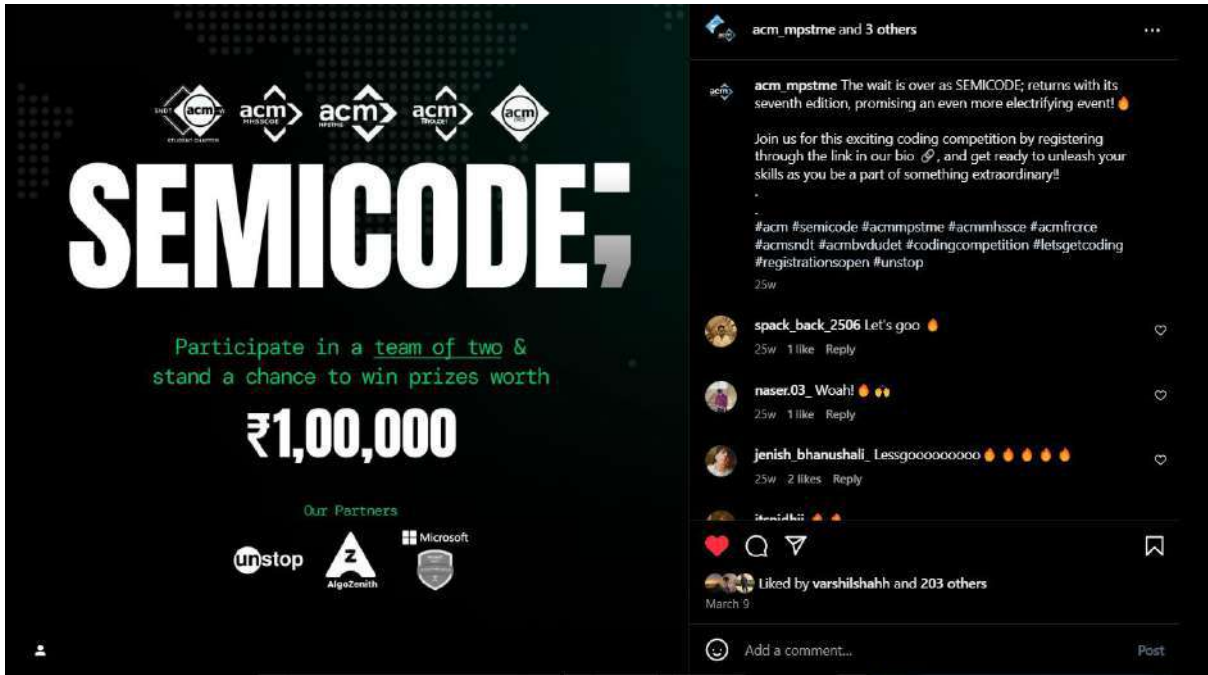 acm_mpstme and 3 others
acm
acm_mpstme The wait is over as SEMICODE; returns with its
seventh edition, promising an even more electrifying event! 🔥
Join us for this exciting coding competition by registering
through the link in our bio 🔗, and get ready to unleash your
skills as you be a part of something extraordinary!!
.
.
#acm #semicode #acmmpstme #acmmhssce #acmfrcrce
#acmsndt #acmbvdudet #codingcompetition #letsgetcoding
#registrationsopen #unstop
25w
spack_back_2506 Let's goo 🔥
25w 1 like Reply
naser.03_ Woah! 🔥 🙌
25w 1 like Reply
jenish_bhanushali_ Lessgooooooooo🔥 🔥 🔥 🔥 🔥
25w 2 likes Reply
Liked by varshilshahh and 203 others
March 9
Add a comment...
Post
SNDT acm -W
STUDENT CHAPTER
acm
MHSSCOE
acm
MPSTME
acm
acm
SEMICODE;
Participate in a team of two &
stand a chance to win prizes worth
₹1,00,000
Our Partners
unstop
Z
AlgoZenith
Microsoft